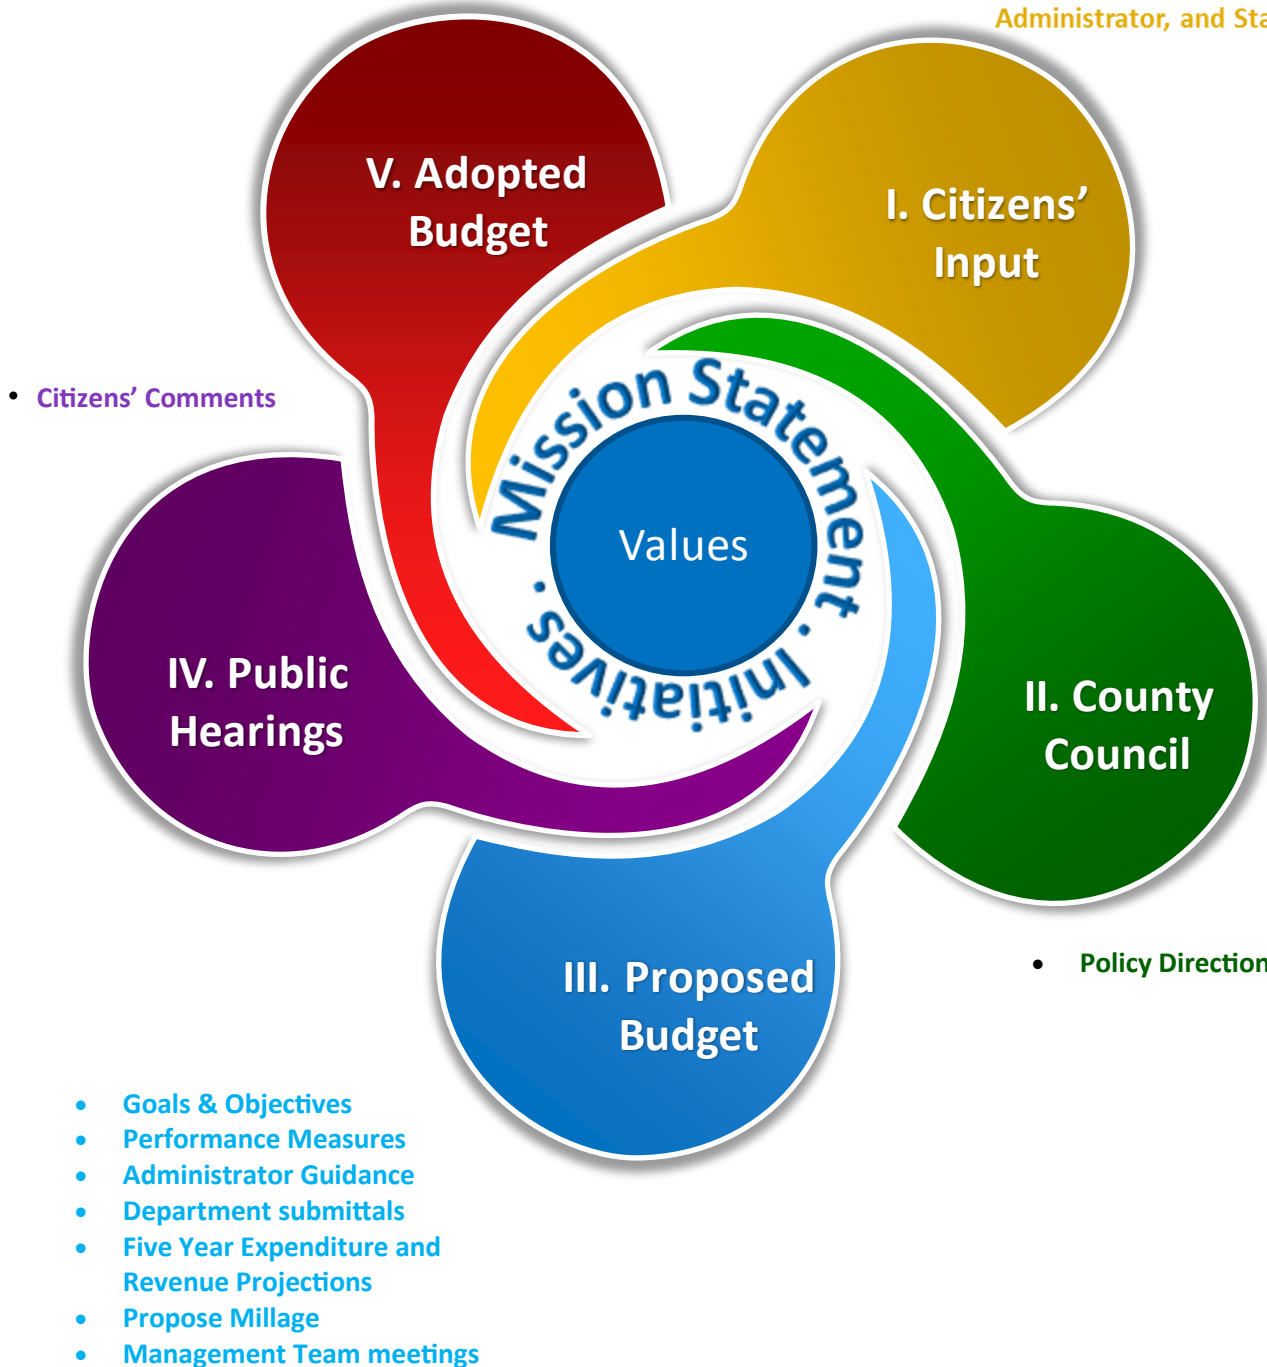 Administrator, and Sta
V. Adopted
Budget
I. Citizens’
Input
• Citizens’ Comments
Mission Statement . Initiatives .
Values
IV. Public
Hearings
II. County
Council
III. Proposed
Budget
• Policy Direction
• Goals & Objectives
• Performance Measures
• Administrator Guidance
• Department submittals
• Five Year Expenditure and
Revenue Projections
• Propose Millage
• Management Team meetings